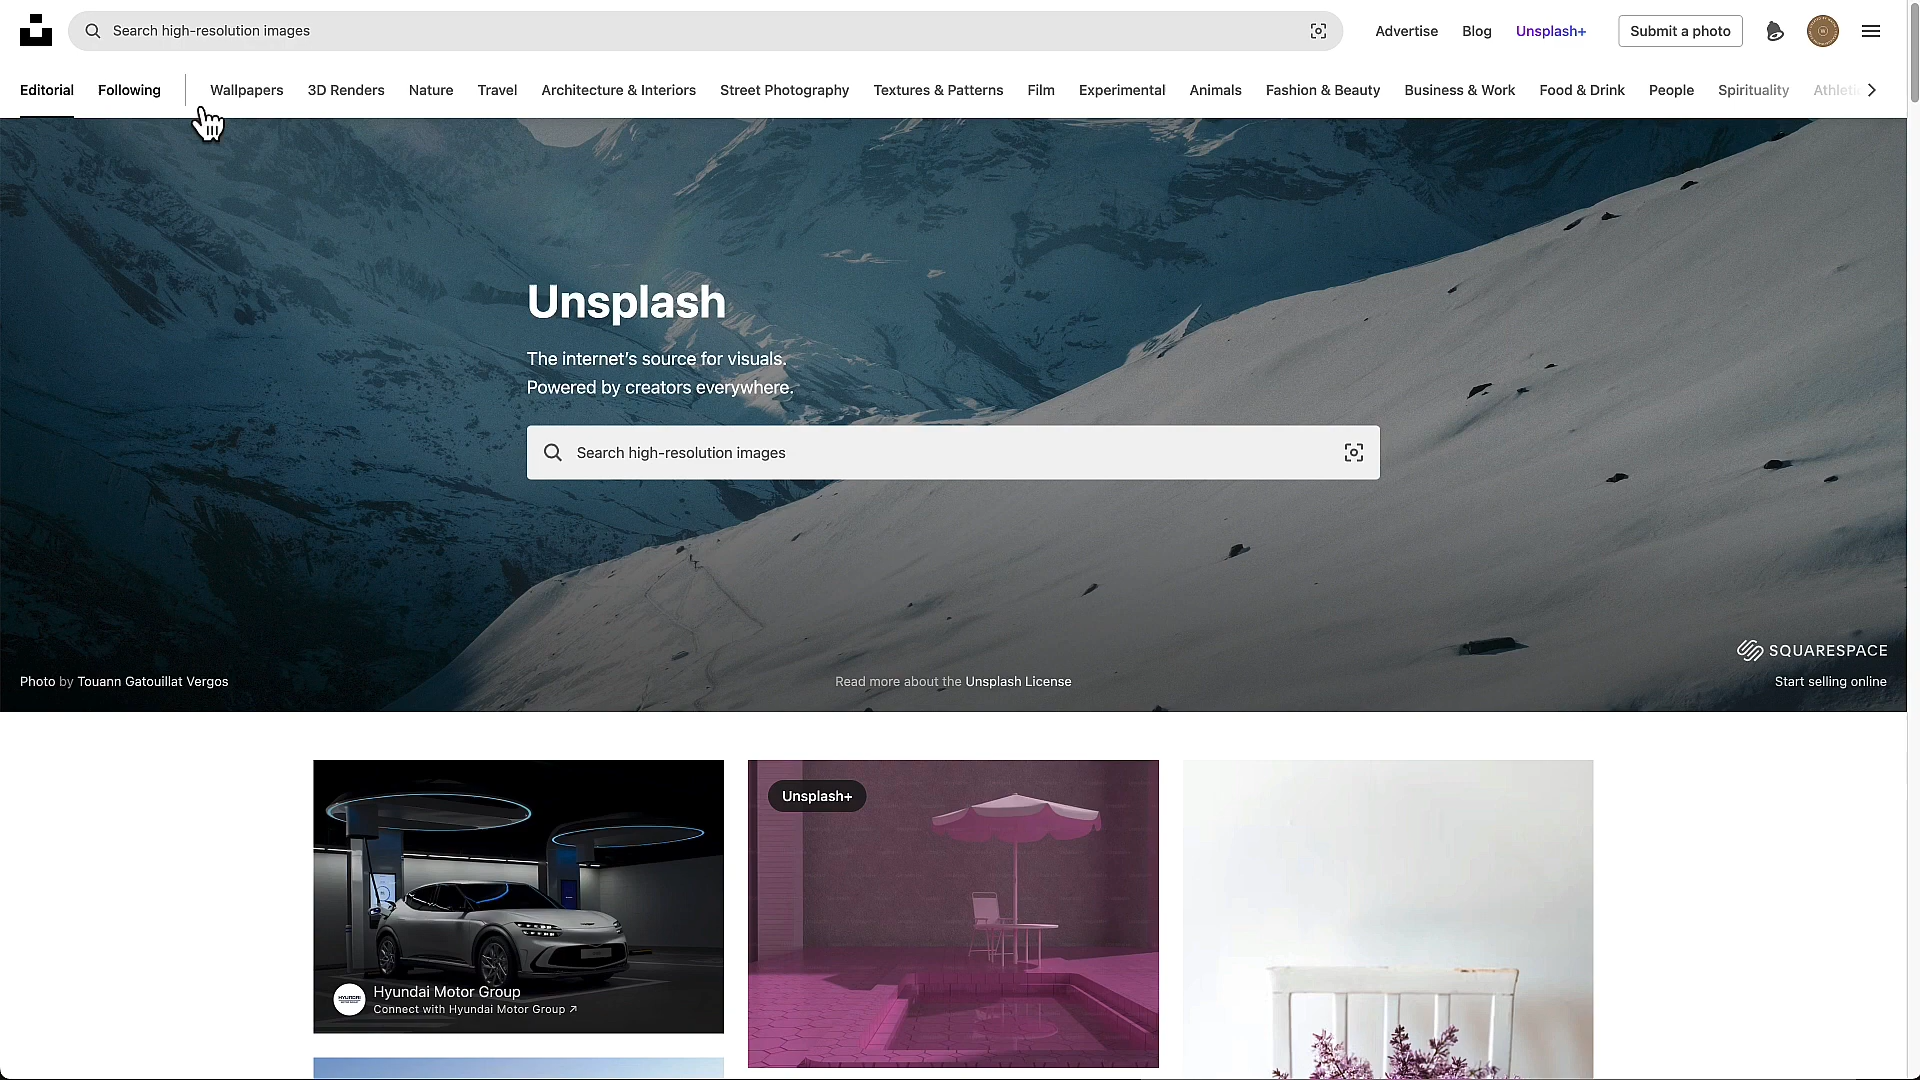 Search high-resolution images
Advertise
Blog
Unsplash+
Submit a photo
Editorial
Following
Wallpapers
3D Renders
Nature
Travel
Architecture & Interiors
Street Photography
Textures & Patterns
Film
Experimental
Animals
Fashion & Beauty
Business & Work
Food & Drink
People
Spirituality
Unsplash
The internet's source for visuals.
Powered by creators everywhere.
Search high-resolution images
SQUARESPACE
Photo by Touann Gatouillat Vergos
Read more about the Unsplash License
Start selling online
Unsplash+
HYUNDAI
Hyundai Motor Group
Connect with Hyundai Motor Group ↗